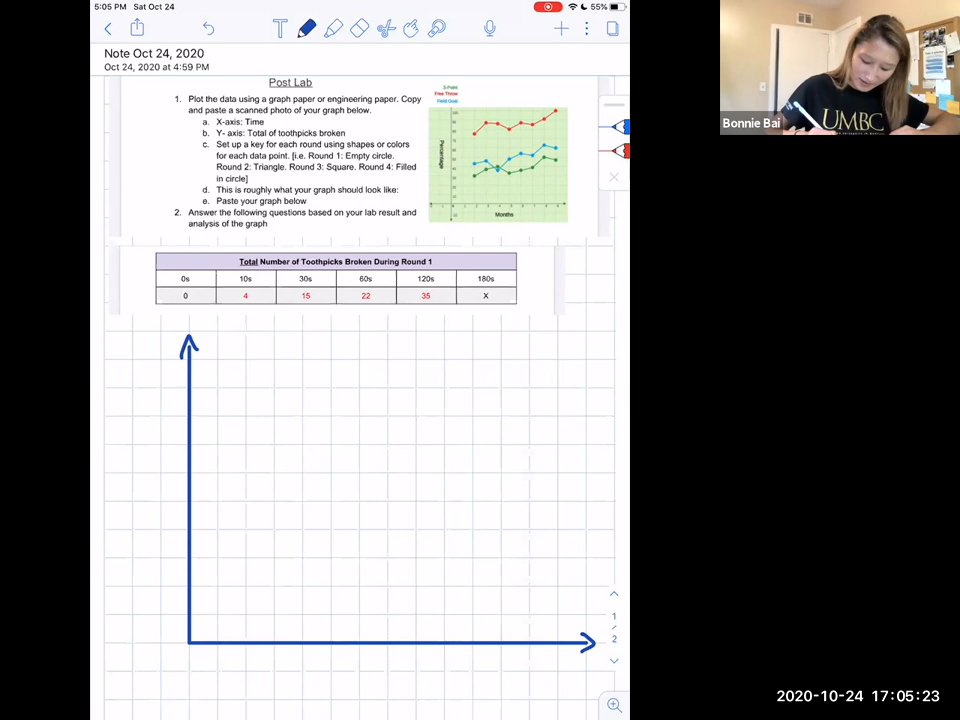 5:05 PM Sat Oct 24
55%
Note Oct 24, 2020
Oct 24, 2020 at 4:59 PM
Post Lab
1. Plot the data using a graph paper or engineering paper. Copy
and paste a scanned photo of your graph below.
a. X-axis: Time
b. Y- axis: Total of toothpicks broken
c. Set up a key for each round using shapes or colors
for each data point. [i.e. Round 1: Empty circle.
Round 2: Triangle. Round 3: Square. Round 4: Filled
in circle]
d. This is roughly what your graph should look like:
e. Paste your graph below
2. Answer the following questions based on your lab result and
analysis of the graph
3-Point
Free Throw
Field Goal
Percentage
Months
Total Number of Toothpicks Broken During Round 1
0s 10s 30s 60s 120s 180s
0 4 15 22 35 X
1
/
2
UMBC
Bonnie Bai
2020-10-24 17:05:23